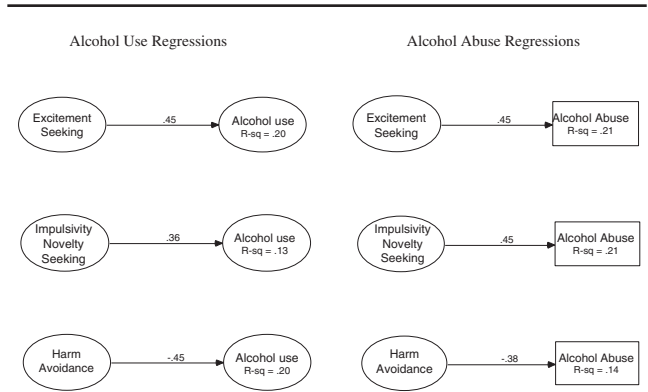 Alcohol Use Regressions
Alcohol Abuse Regressions
Excitement
Seeking
.45
Alcohol use
R-sq = .20
Excitement
Seeking
.45
Alcohol Abuse
R-sq = .21
Impulsivity
Novelty
Seeking
.36
Alcohol use
R-sq = .13
Impulsivity
Novelty
Seeking
.45
Alcohol Abuse
R-sq = .21
Harm
Avoidance
-.45
Alcohol use
R-sq = .20
Harm
Avoidance
-.38
Alcohol Abuse
R-sq = .14